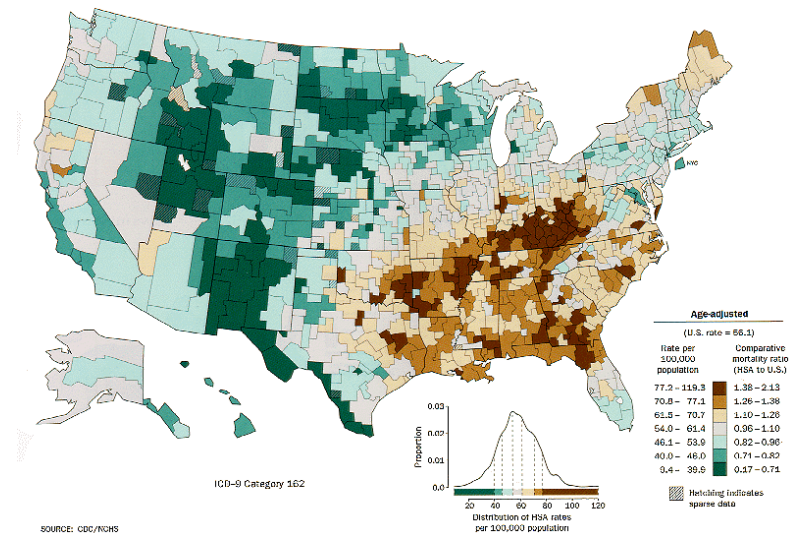 NYC
Age-adjusted
(U.S. rate = 56.1)
Rate per
100,000
population
Comparative
mortality ratio
(HSA to U.S.)
77.2 – 119.3 1.38 – 2.13
70.8 – 77.1 1.26 – 1.38
61.5 – 70.7 1.10 – 1.26
54.0 – 61.4 0.96 – 1.10
46.1 – 53.9 0.82 – 0.96
40.0 – 46.0 0.71 – 0.82
9.4 – 39.9 0.17 – 0.71
Hatching indicates
sparse data
Proportion
0.03
0.02
0.01
0.0
20 40 60 80 100 120
Distribution of HSA rates
per 100,000 population
ICD–9 Category 162
SOURCE: CDC/NCHS